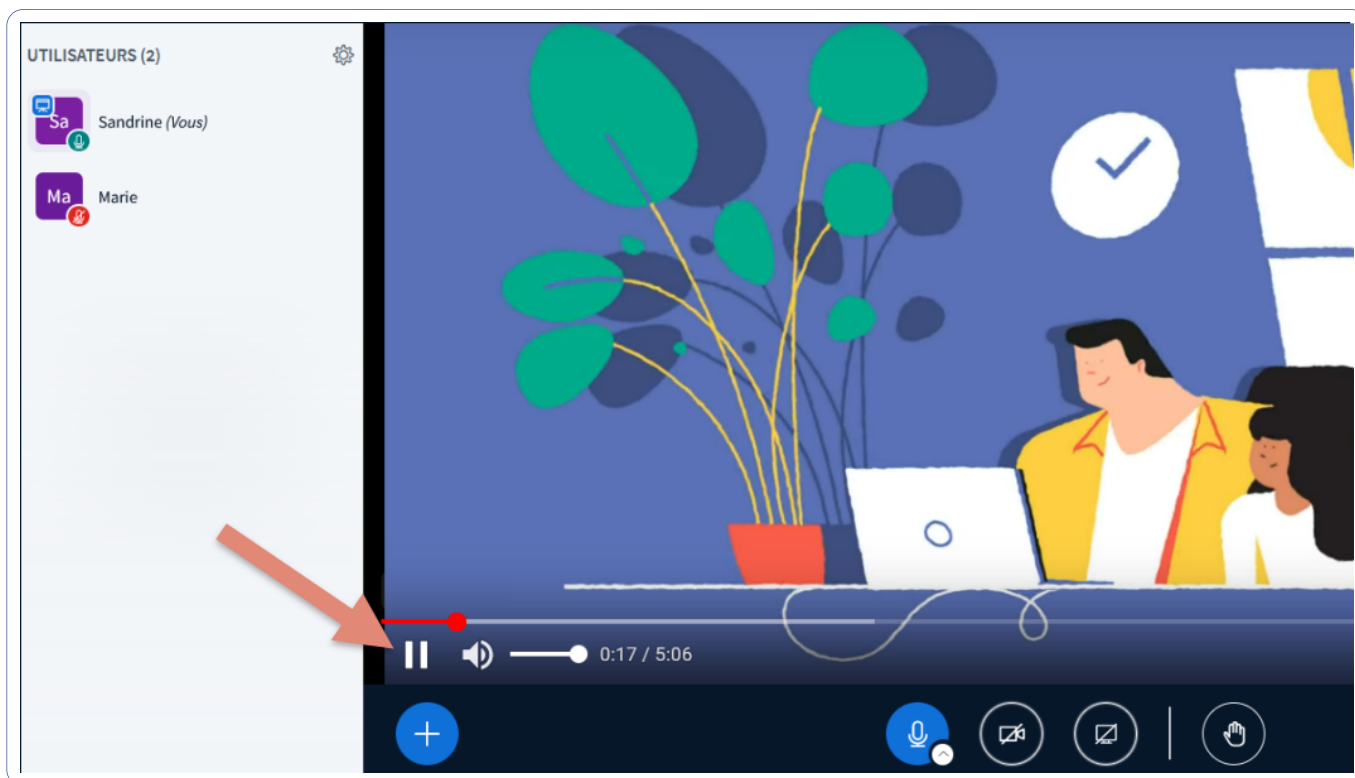 UTILISATEURS (2)
Sa
Sandrine (Vous)
Ma
Marie
0:17 / 5:06